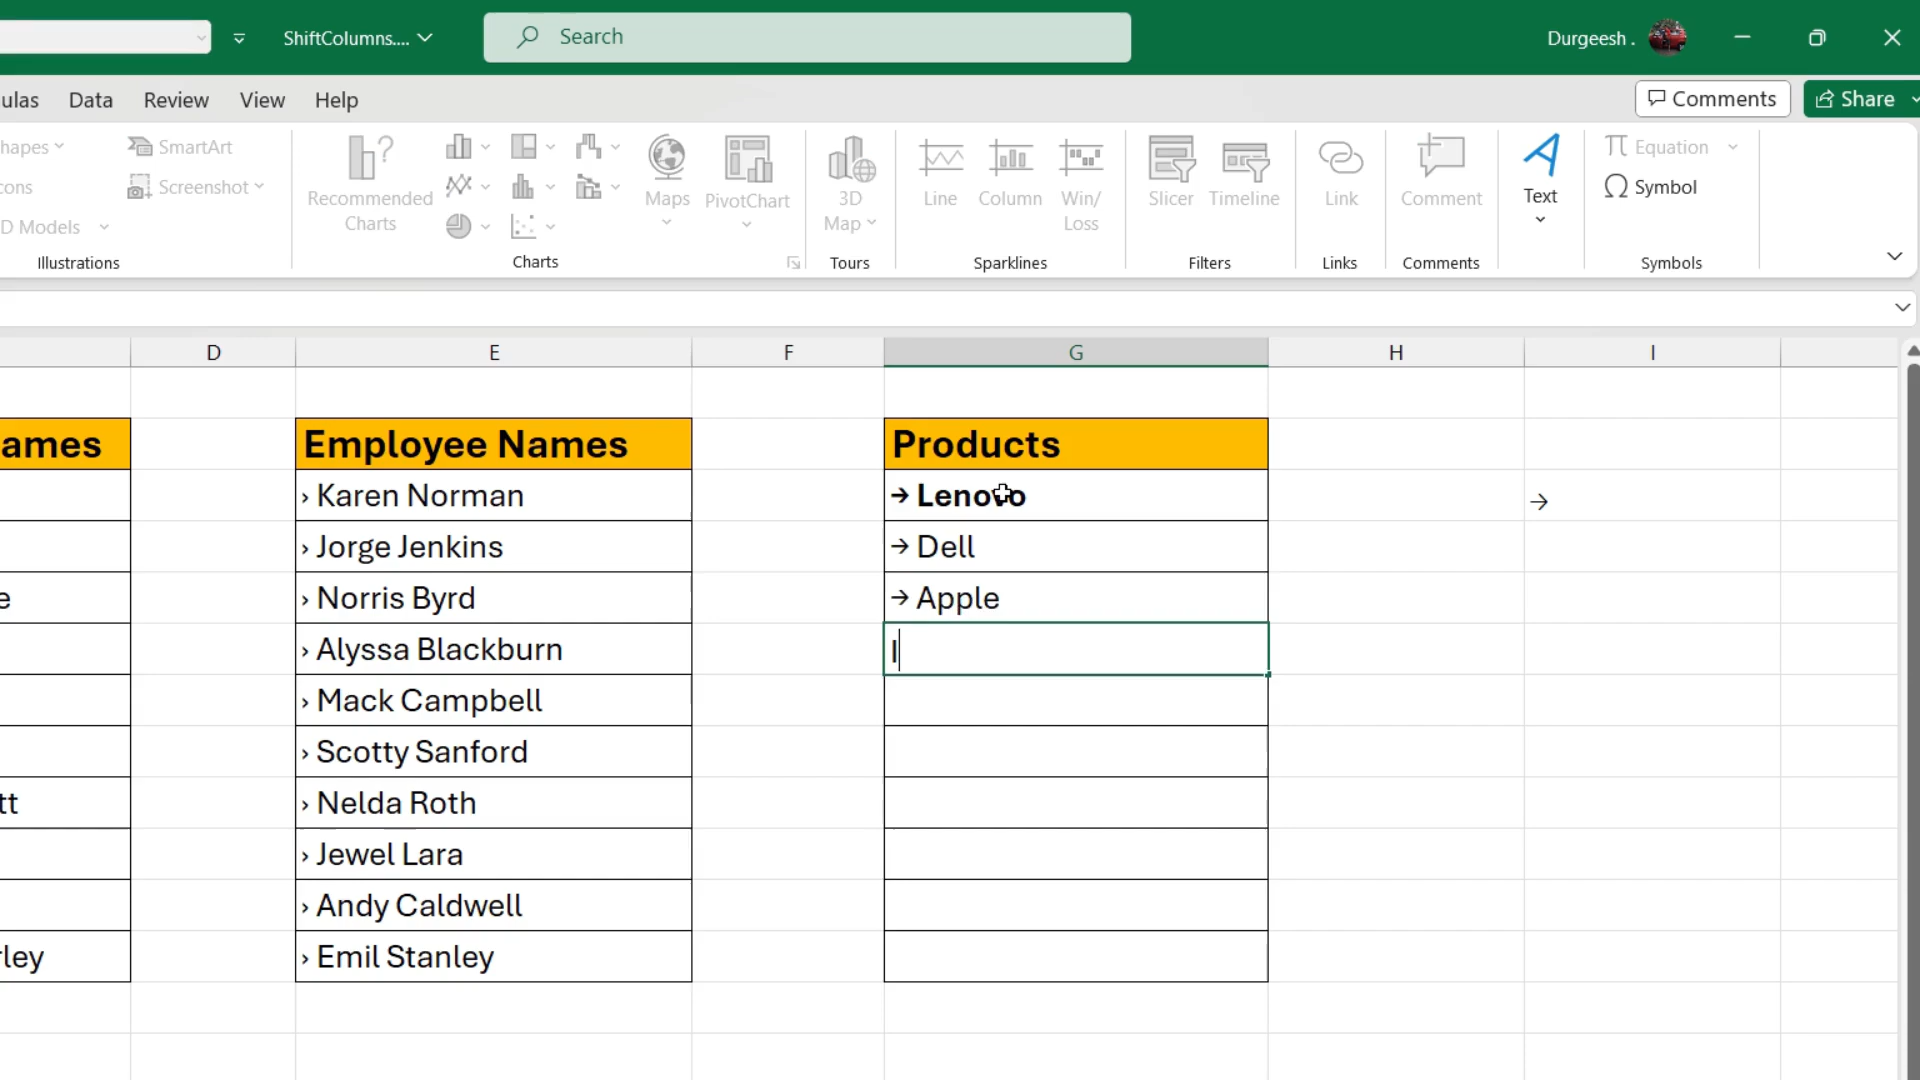 ShiftColumns....
Search
Durgeesh .
ulas
Data
Review
View
Help
Comments
Share
hapes
cons
D Models
Illustrations
SmartArt
Screenshot
Recommended
Charts
Charts
Maps
PivotChart
3D
Map
Tours
Line
Column
Win/
Loss
Sparklines
Slicer
Timeline
Filters
Link
Links
Comment
Comments
Text
Equation
Symbol
Symbols
D
E
F
G
H
I
ames
Employee Names
Products
› Karen Norman
→ Lenovo
→
› Jorge Jenkins
→ Dell
e
› Norris Byrd
→ Apple
› Alyssa Blackburn
l
› Mack Campbell
› Scotty Sanford
tt
› Nelda Roth
› Jewel Lara
› Andy Caldwell
rley
› Emil Stanley